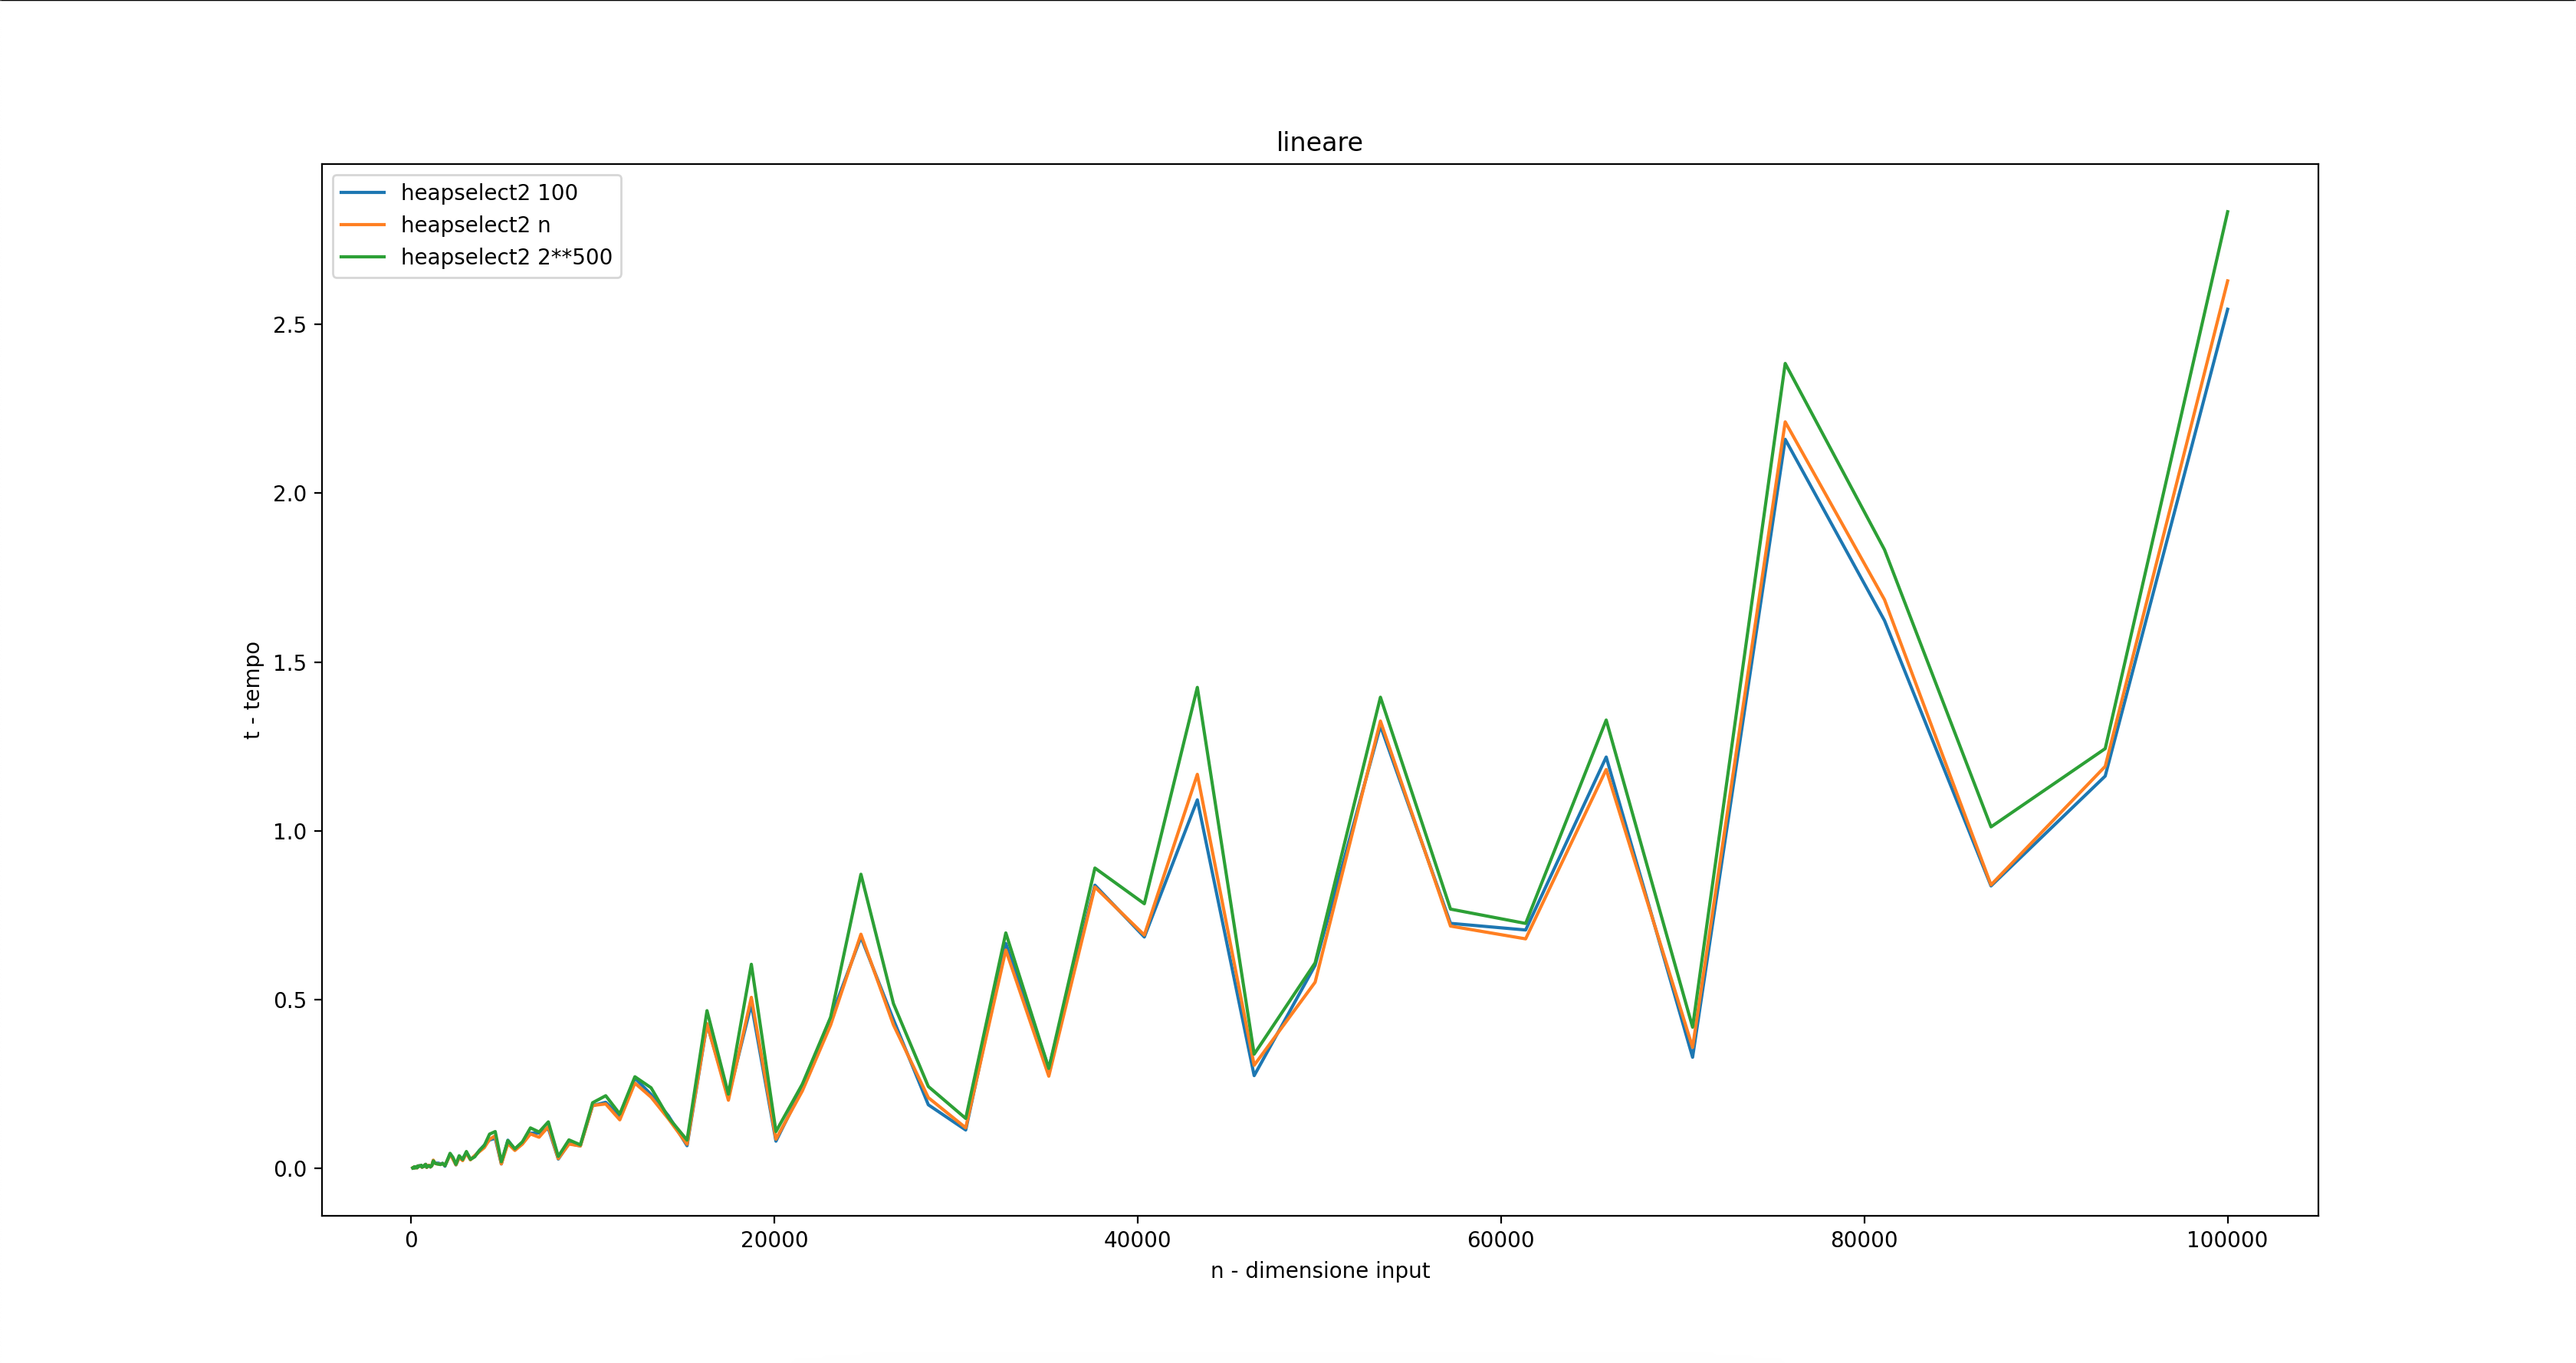 lineare
heapselect2 100
heapselect2 n
heapselect2 2**500
2.5
2.0
1.5
1.0
0.5
0.0
t - tempo
0 20000 40000 60000 80000 100000
n - dimensione input